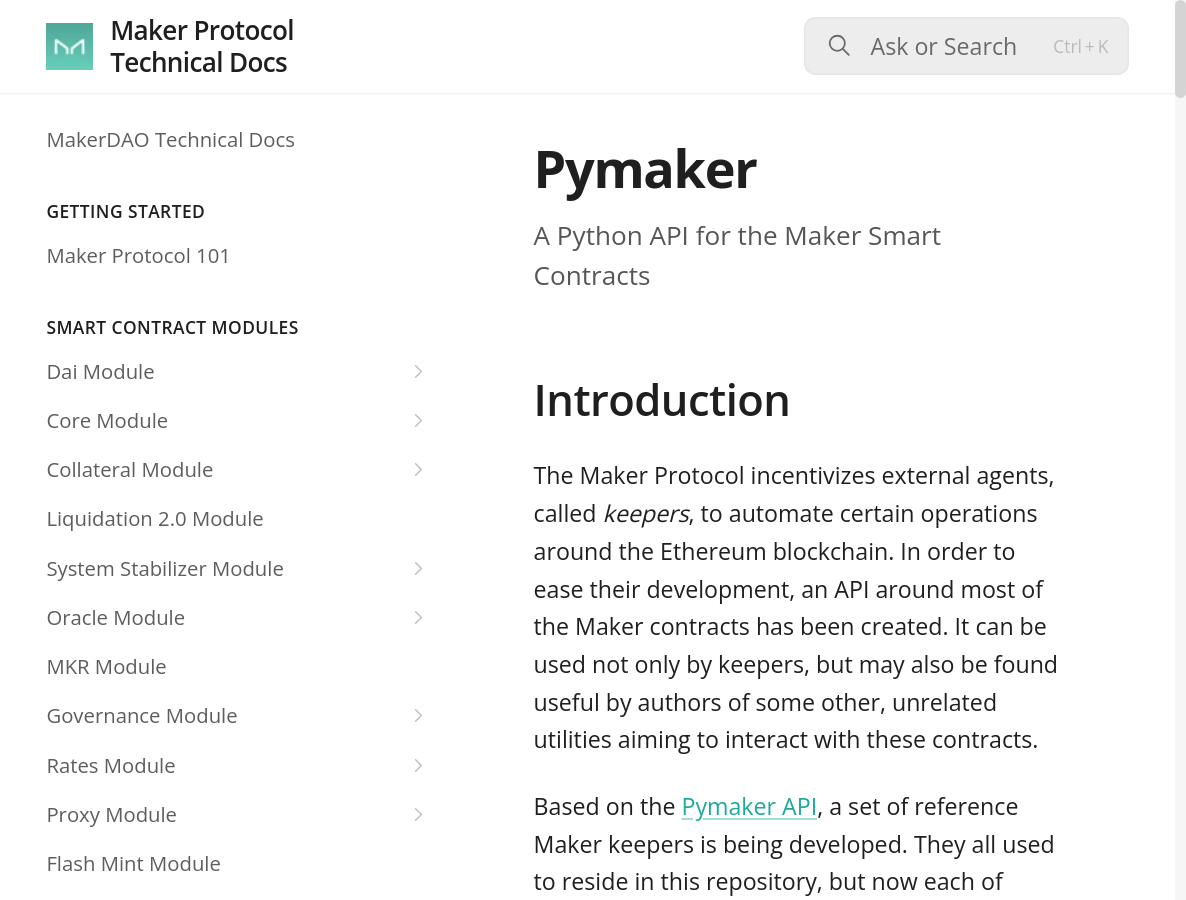 Maker Protocol
Technical Docs
Ask or Search
Ctrl + K
MakerDAO Technical Docs
GETTING STARTED
Maker Protocol 101
SMART CONTRACT MODULES
Dai Module
Core Module
Collateral Module
Liquidation 2.0 Module
System Stabilizer Module
Oracle Module
MKR Module
Governance Module
Rates Module
Proxy Module
Flash Mint Module
Pymaker
A Python API for the Maker Smart
Contracts
Introduction
The Maker Protocol incentivizes external agents,
called keepers, to automate certain operations
around the Ethereum blockchain. In order to
ease their development, an API around most of
the Maker contracts has been created. It can be
used not only by keepers, but may also be found
useful by authors of some other, unrelated
utilities aiming to interact with these contracts.
Based on the Pymaker API, a set of reference
Maker keepers is being developed. They all used
to reside in this repository, but now each of